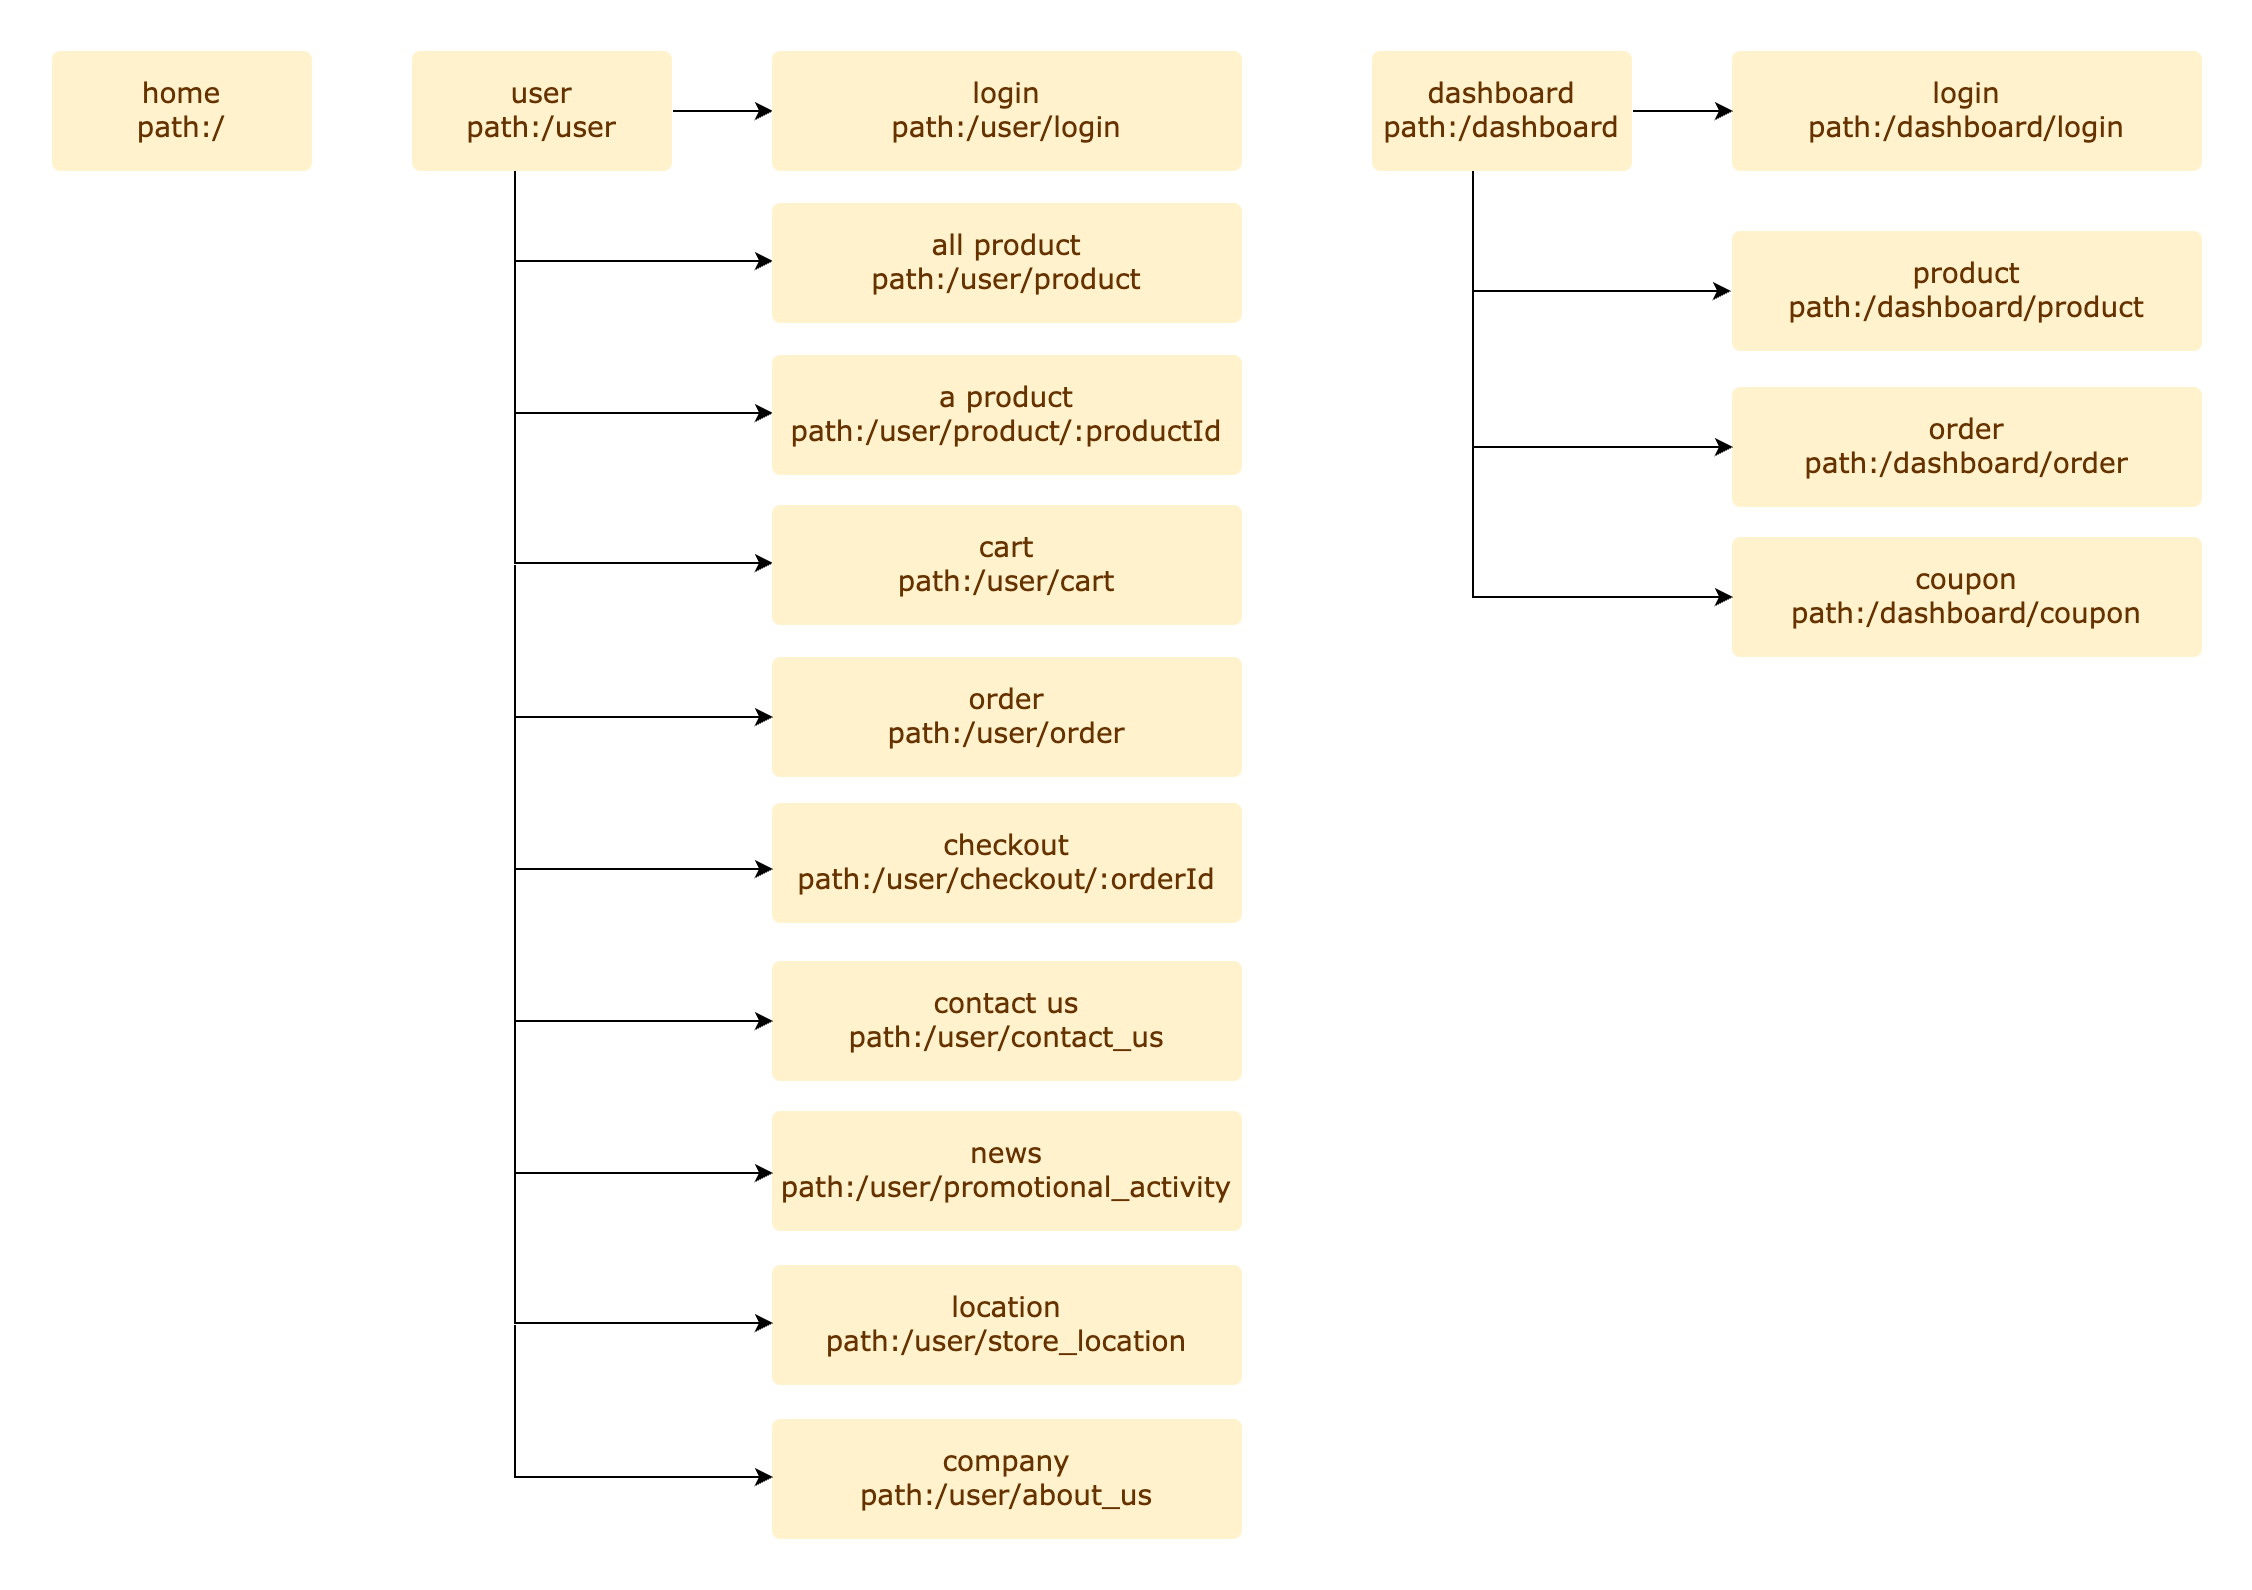 home
path:/
user
path:/user
login
path:/user/login
all product
path:/user/product
a product
path:/user/product/:productId
cart
path:/user/cart
order
path:/user/order
checkout
path:/user/checkout/:orderId
contact us
path:/user/contact_us
news
path:/user/promotional_activity
location
path:/user/store_location
company
path:/user/about_us
dashboard
path:/dashboard
login
path:/dashboard/login
product
path:/dashboard/product
order
path:/dashboard/order
coupon
path:/dashboard/coupon